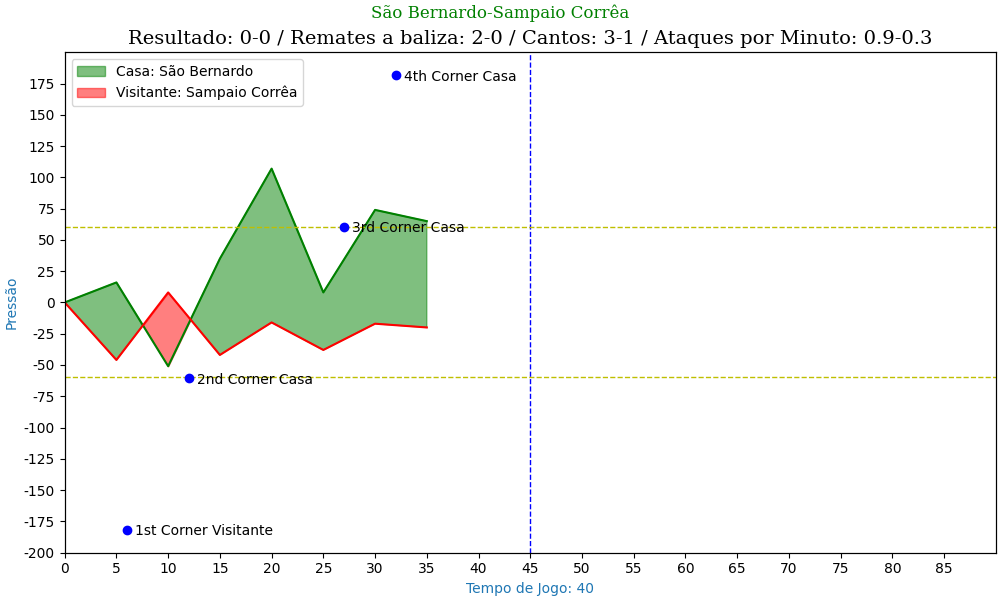 São Bernardo-Sampaio Corrêa
Resultado: 0-0 / Remates a baliza: 2-0 / Cantos: 3-1 / Ataques por Minuto: 0.9-0.3
Casa: São Bernardo
Visitante: Sampaio Corrêa
4th Corner Casa
3rd Corner Casa
2nd Corner Casa
1st Corner Visitante
Pressão
175
150
125
100
75
50
25
0
-25
-50
-75
-100
-125
-150
-175
-200
0 5 10 15 20 25 30 35 40 45 50 55 60 65 70 75 80 85
Tempo de Jogo: 40